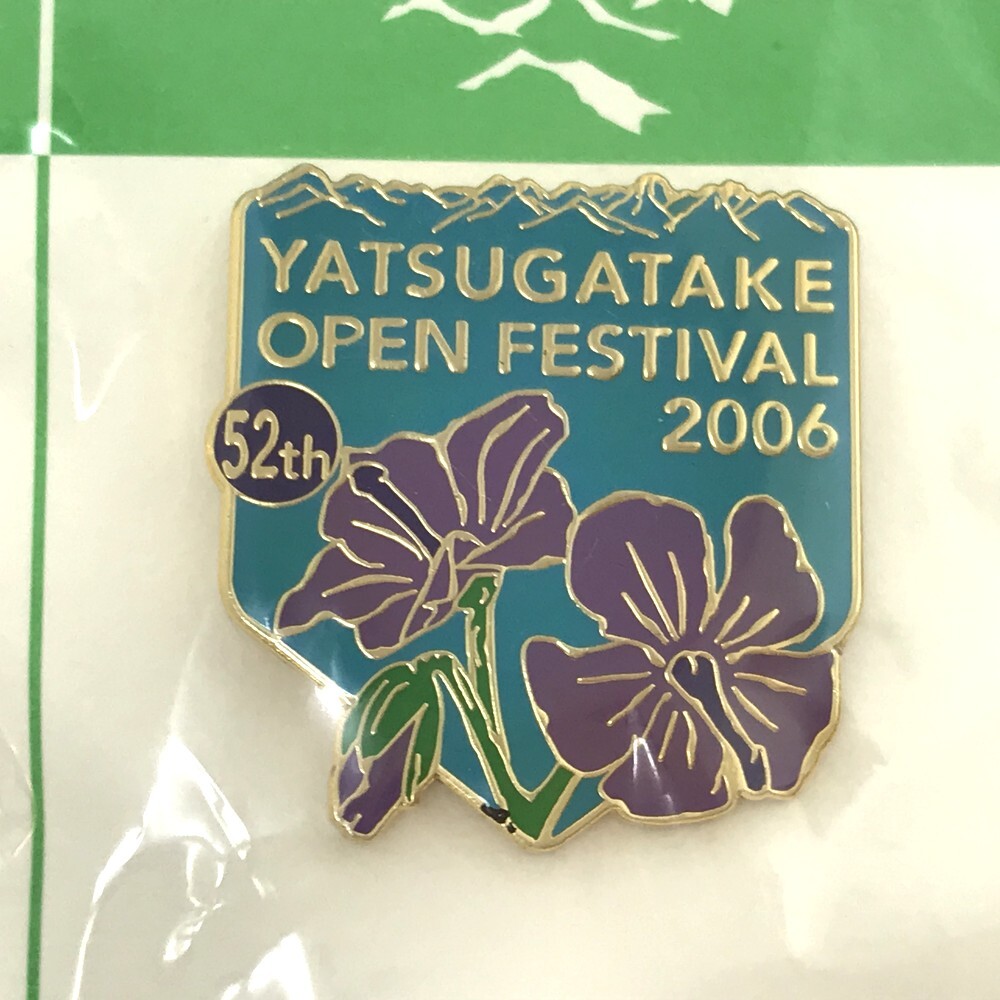 YATSUGATAKE
OPEN FESTIVAL
2006
52th